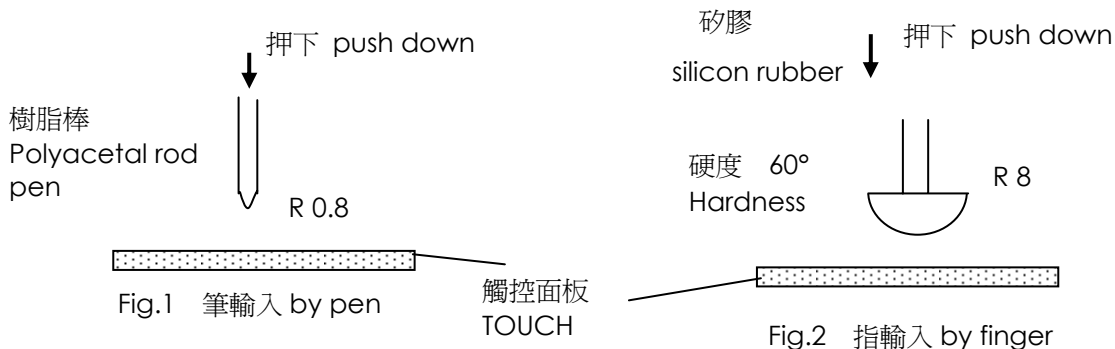 押下 push down
樹脂棒
Polyacetal rod
pen
R 0.8
Fig.1 筆輸入 by pen
觸控面板
TOUCH
矽膠
silicon rubber
押下 push down
硬度 60°
Hardness
R 8
Fig.2 指輸入 by finger